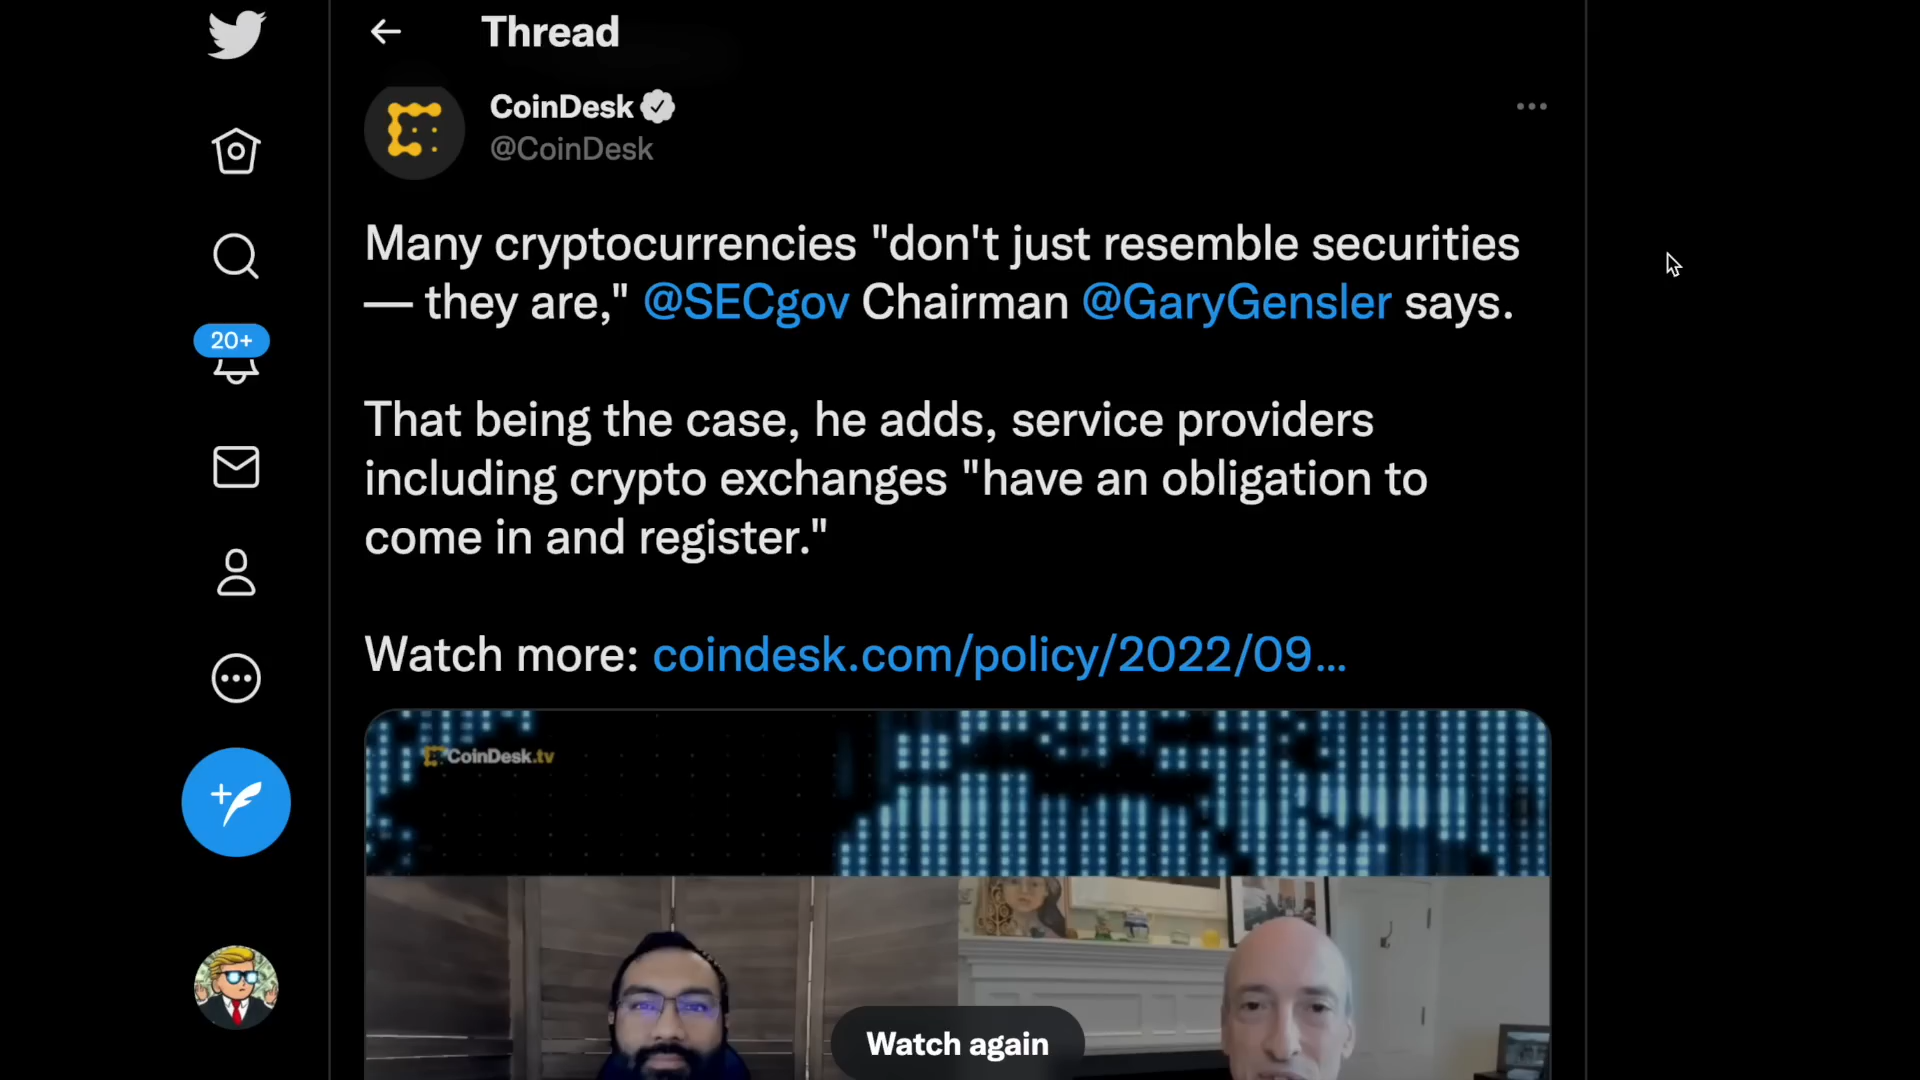 Thread
CoinDesk
@CoinDesk
Many cryptocurrencies "don't just resemble securities
— they are," @SECgov Chairman @GaryGensler says.
20+
That being the case, he adds, service providers
including crypto exchanges "have an obligation to
come in and register."
Watch more: coindesk.com/policy/2022/09...
CoinDesk.tv
Watch again